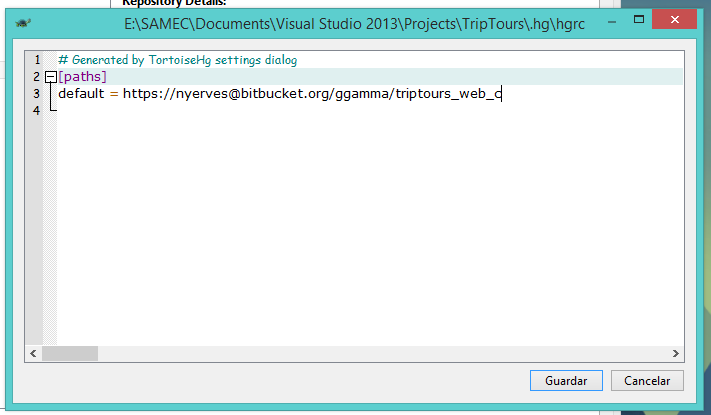 Repository Details:
E:\SAMEC\Documents\Visual Studio 2013\Projects\TripTours\.hg\hgrc
1 # Generated by TortoiseHg settings dialog
2 [paths]
3 default = https://nyerves@bitbucket.org/ggamma/triptours_web_c
4
Guardar Cancelar